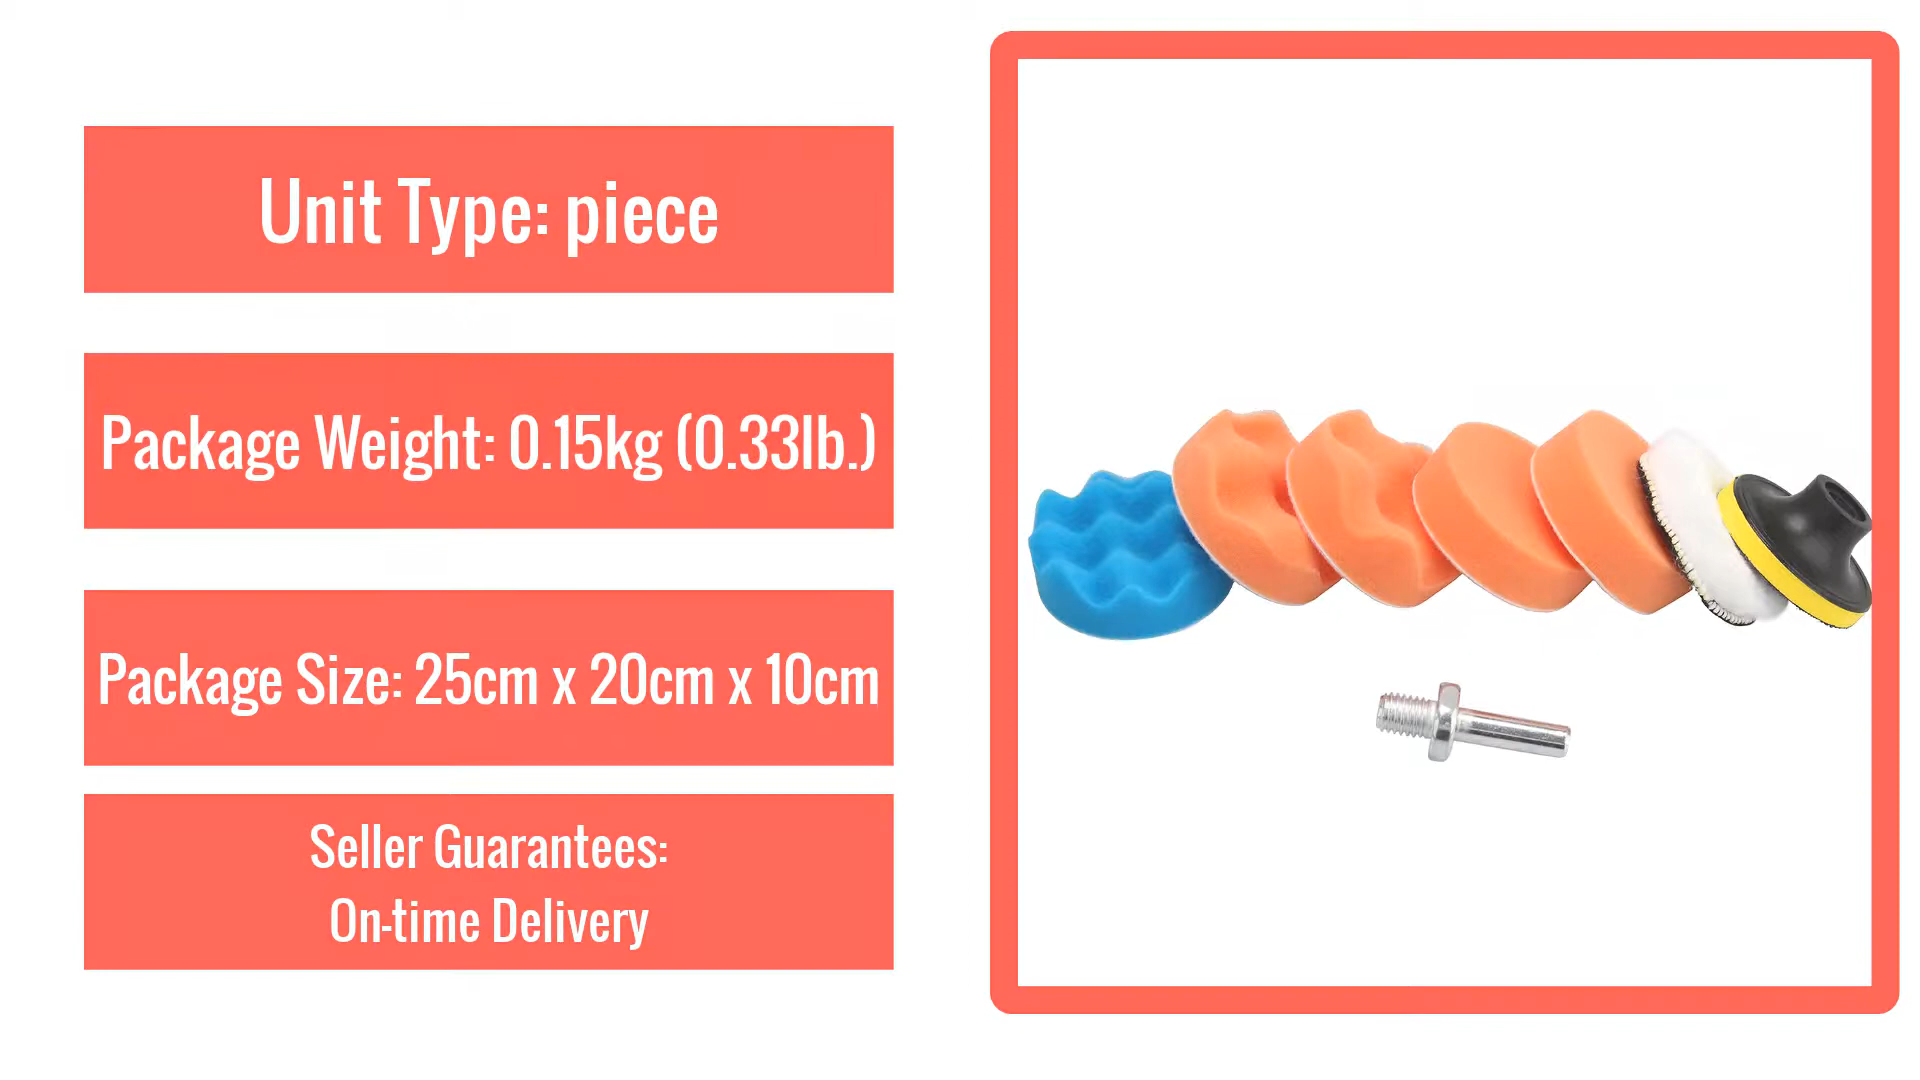 Unit Type: piece
Package Weight: 0.15kg (0.33lb.)
Package Size: 25cm x 20cm x 10cm
Seller Guarantees:
On-time Delivery